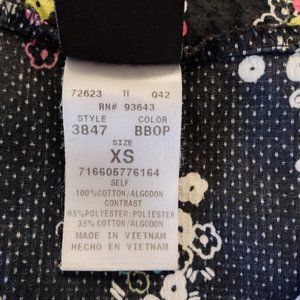 72623 TI Q42
RN# 93643
STYLE COLOR
3847 BBOP
SIZE
XS
716605776164
SELF
100%COTTON/ALGODON
CONTRAST
65%POLYESTER/POLIESTER
35% COTTON/ALGODON
MADE IN VIETNAM
HECHO EN VIETNAM